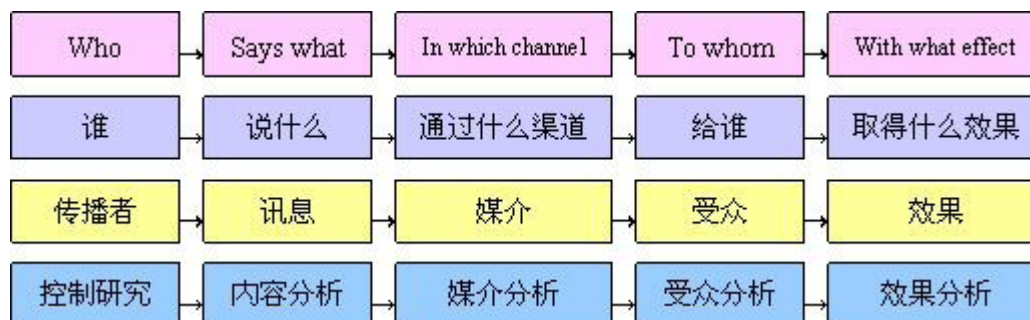 Who Says what In which channel To whom With what effect
谁 说什么 通过什么渠道 给谁 取得什么效果
传播者 讯息 媒介 受众 效果
控制研究 内容分析 媒介分析 受众分析 效果分析